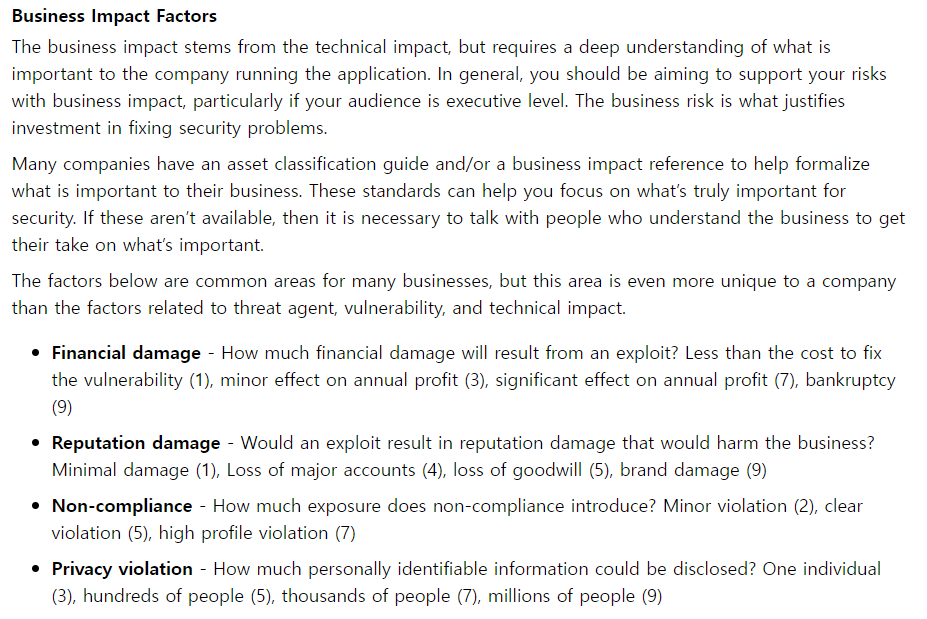 Business Impact Factors
The business impact stems from the technical impact, but requires a deep understanding of what is
important to the company running the application. In general, you should be aiming to support your risks
with business impact, particularly if your audience is executive level. The business risk is what justifies
investment in fixing security problems.
Many companies have an asset classification guide and/or a business impact reference to help formalize
what is important to their business. These standards can help you focus on what’s truly important for
security. If these aren’t available, then it is necessary to talk with people who understand the business to get
their take on what’s important.
The factors below are common areas for many businesses, but this area is even more unique to a company
than the factors related to threat agent, vulnerability, and technical impact.
• Financial damage - How much financial damage will result from an exploit? Less than the cost to fix
the vulnerability (1), minor effect on annual profit (3), significant effect on annual profit (7), bankruptcy
(9)
• Reputation damage - Would an exploit result in reputation damage that would harm the business?
Minimal damage (1), Loss of major accounts (4), loss of goodwill (5), brand damage (9)
• Non-compliance - How much exposure does non-compliance introduce? Minor violation (2), clear
violation (5), high profile violation (7)
• Privacy violation - How much personally identifiable information could be disclosed? One individual
(3), hundreds of people (5), thousands of people (7), millions of people (9)